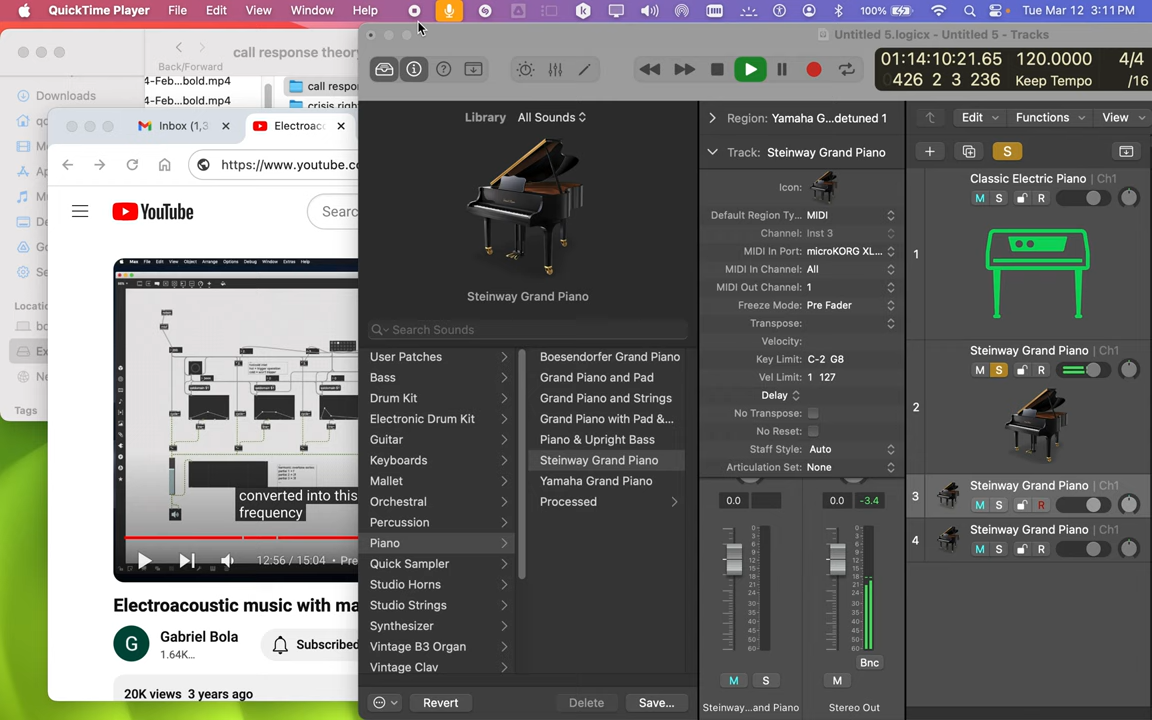 QuickTime Player File Edit View Window Help 100% Tue Mar 12 3:11 PM
call response theory
Back/Forward
4-Feb...bold.mp4
4-Feb...bold.mp4
call respo
crisis righ
Downloads
Locatio
Tags
Inbox (1,3
Electroac
https://www.youtube.co
YouTube
Searc
converted into this
frequency
12:56 / 15:04 • Pre
Electroacoustic music with ma
Gabriel Bola
1.64K...
Subscribed
20K views 3 years ago
Untitled 5.logicx - Untitled 5 - Tracks
01:14:10:21.65 120.0000 4/4
426 2 3 236 Keep Tempo /16
Library All Sounds
Steinway Grand Piano
Search Sounds
User Patches
Bass
Drum Kit
Electronic Drum Kit
Guitar
Keyboards
Mallet
Orchestral
Percussion
Piano
Quick Sampler
Studio Horns
Studio Strings
Synthesizer
Vintage B3 Organ
Vintage Clav
Boesendorfer Grand Piano
Grand Piano and Pad
Grand Piano and Strings
Grand Piano with Pad &...
Piano & Upright Bass
Steinway Grand Piano
Yamaha Grand Piano
Processed
Revert Delete Save...
Region: Yamaha G...detuned 1
Track: Steinway Grand Piano
Icon:
Default Region Ty... MIDI
Channel: Inst 3
MIDI In Port: microKORG XL...
MIDI In Channel: All
MIDI Out Channel: 1
Freeze Mode: Pre Fader
Transpose:
Velocity:
Key Limit: C-2 G8
Vel Limit: 1 127
Delay
No Transpose:
No Reset:
Staff Style: Auto
Articulation Set: None
0.0 0.0 -3.4
Bnc
M S M
Steinway...and Piano Stereo Out
Edit Functions View
S
Classic Electric Piano | Ch1
M S R
1
Steinway Grand Piano | Ch1
M S R
2
Steinway Grand Piano | Ch1
3 M S R
Steinway Grand Piano | Ch1
4 M S R